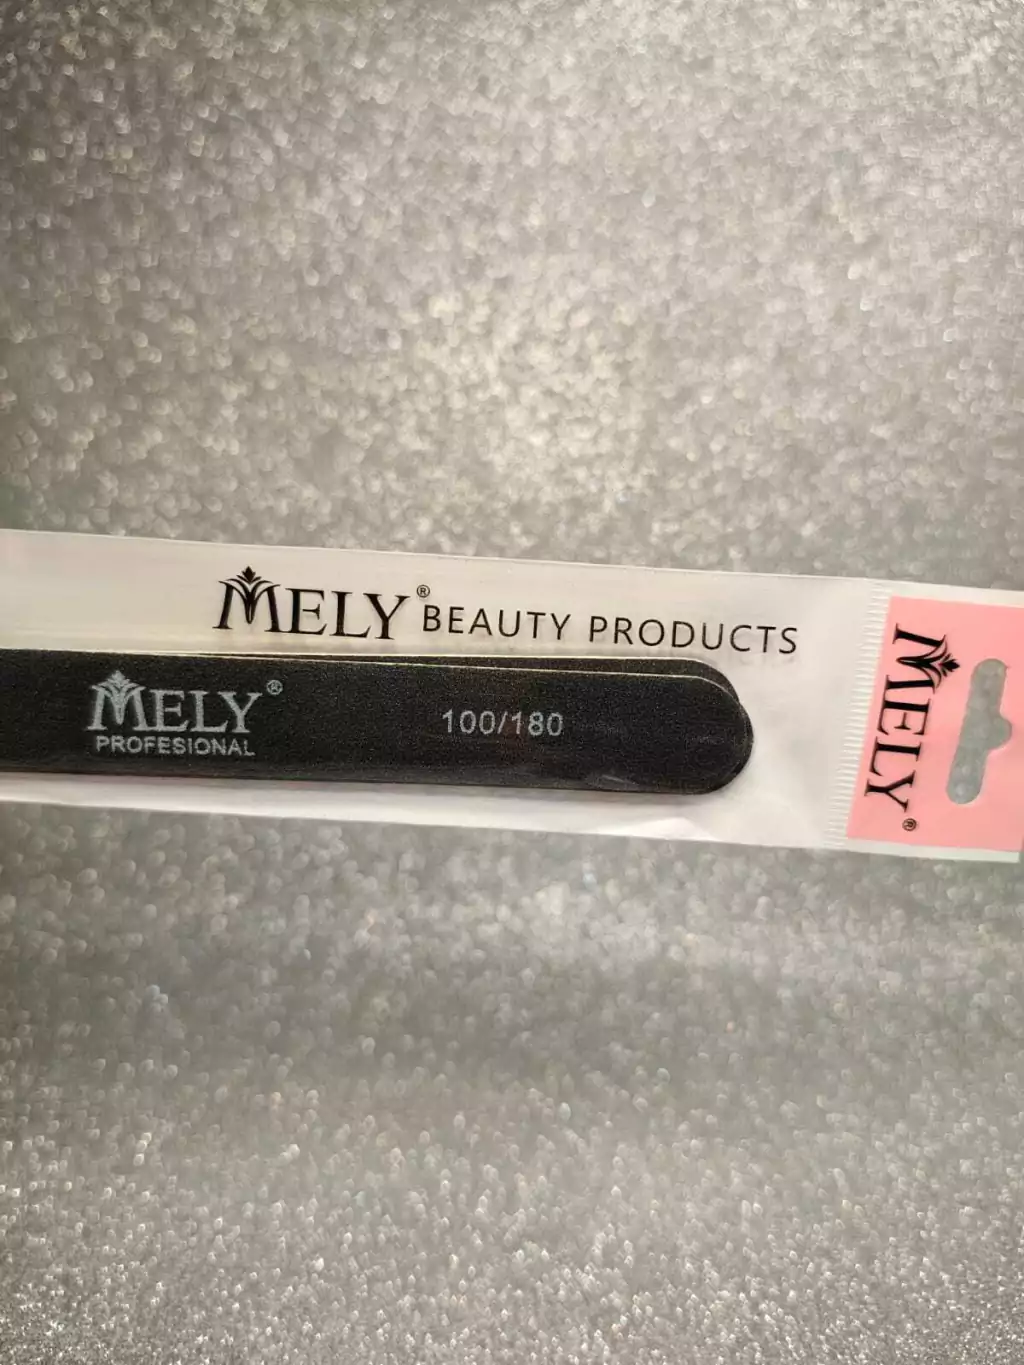 MELY® BEAUTY PRODUCTS
MELY®
PROFESIONAL
100/180
MELY®